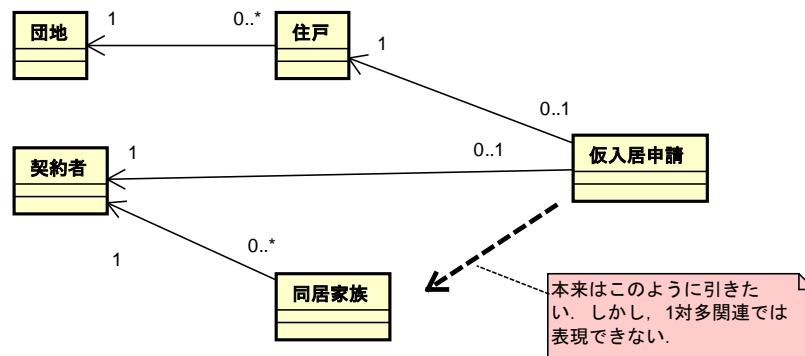 団地
1
0..*
住戸
1
0..1
契約者
1
0..1
仮入居申請
1
0..*
同居家族
本来はこのように引きた
い．しかし，1対多関連では
表現できない．